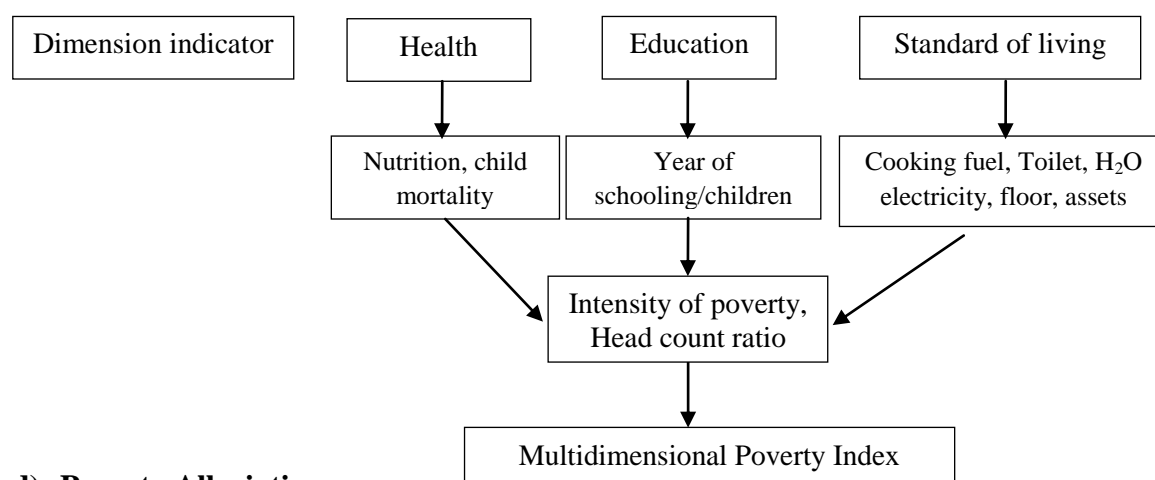 Dimension indicator
Health
Education
Standard of living
Nutrition, child
mortality
Year of
schooling/children
Cooking fuel, Toilet, H₂O
electricity, floor, assets
Intensity of poverty,
Head count ratio
Multidimensional Poverty Index